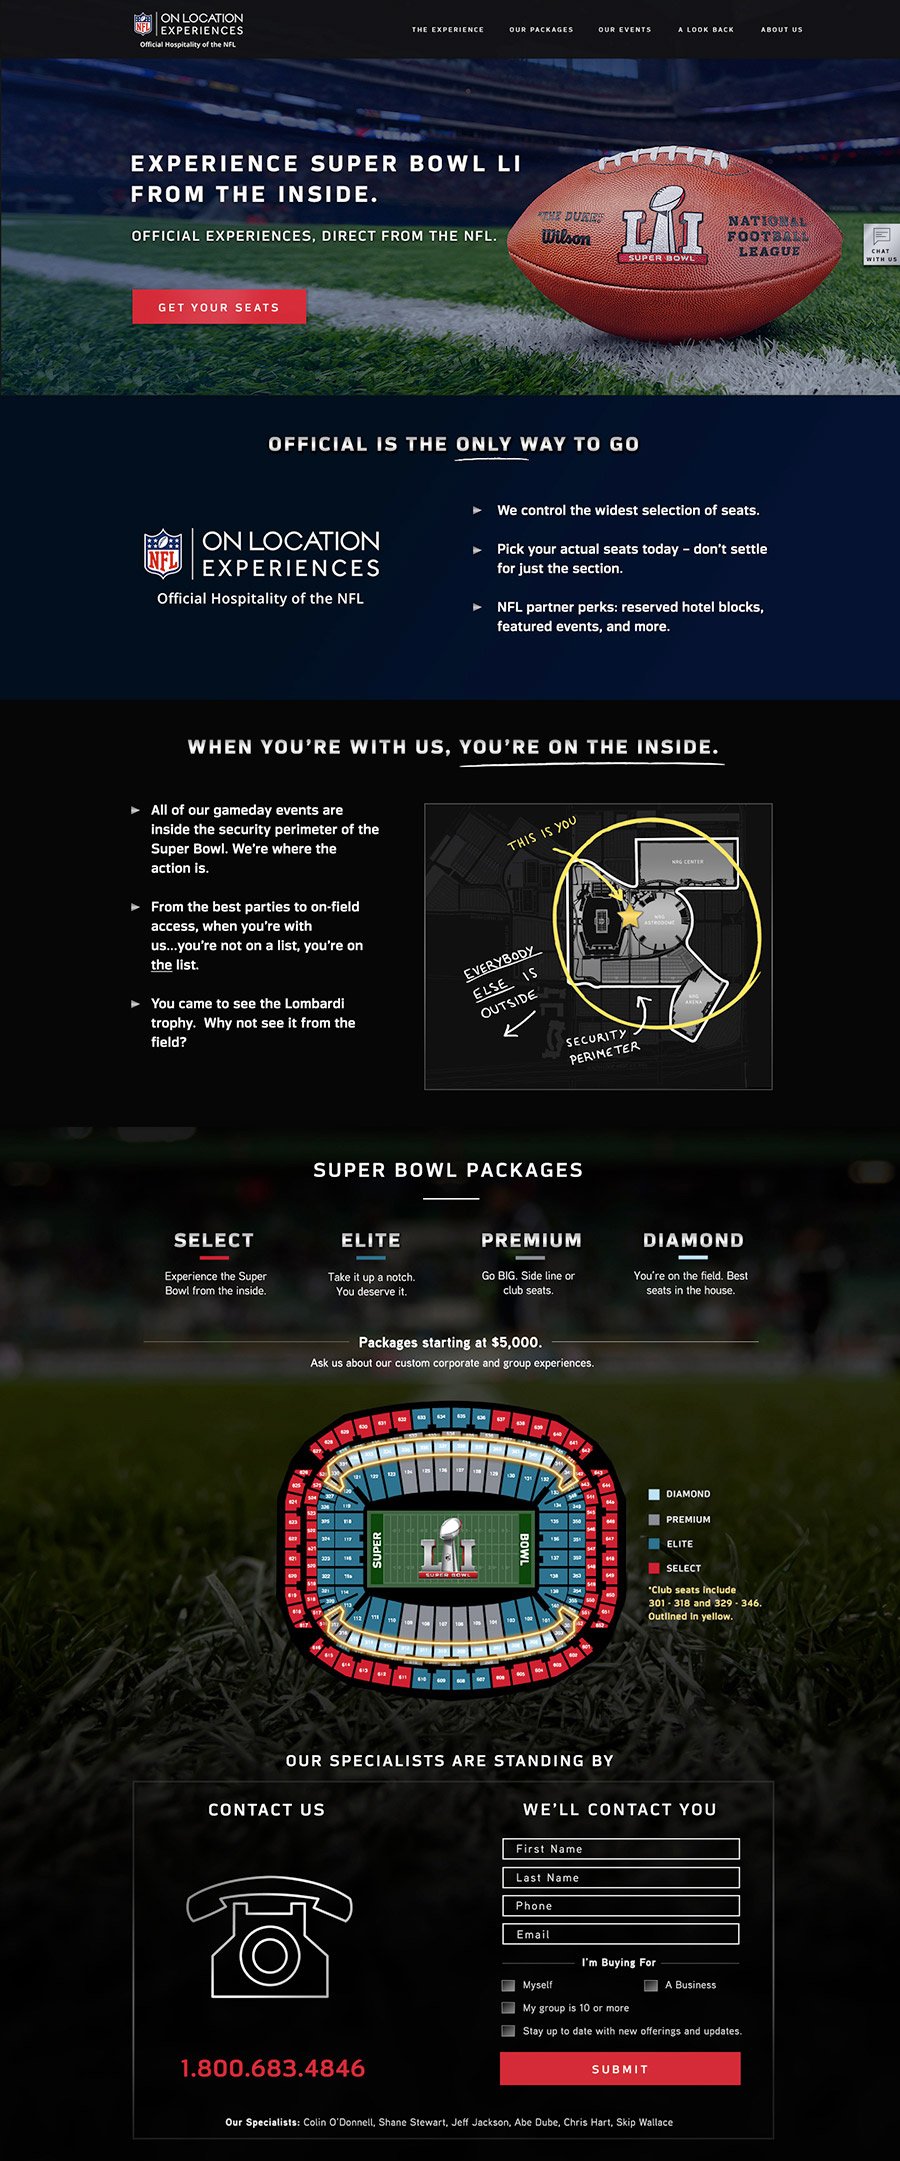 NFL
ON LOCATION
EXPERIENCES
Official Hospitality of the NFL
THE EXPERIENCE
OUR PACKAGES
OUR EVENTS
A LOOK BACK
ABOUT US
EXPERIENCE SUPER BOWL LI
FROM THE INSIDE.
OFFICIAL EXPERIENCES, DIRECT FROM THE NFL.
GET YOUR SEATS
"THE DUKE"
Wilson
LI
SUPER BOWL
NATIONAL
FOOTBALL
LEAGUE
CHAT
WITH US
OFFICIAL IS THE ONLY WAY TO GO
NFL
ON LOCATION
EXPERIENCES
Official Hospitality of the NFL
We control the widest selection of seats.
Pick your actual seats today – don't settle
for just the section.
NFL partner perks: reserved hotel blocks,
featured events, and more.
WHEN YOU'RE WITH US, YOU'RE ON THE INSIDE.
All of our gameday events are
inside the security perimeter of the
Super Bowl. We're where the
action is.
From the best parties to on-field
access, when you're with
us...you're not on a list, you're on
the list.
You came to see the Lombardi
trophy.  Why not see it from the
field?
THIS IS YOU
NRG CENTER
NRG
ASTRODOME
NRG
ARENA
EVERYBODY
ELSE IS
OUTSIDE
SECURITY
PERIMETER
SUPER BOWL PACKAGES
SELECT
Experience the Super
Bowl from the inside.
ELITE
Take it up a notch.
You deserve it.
PREMIUM
Go BIG. Side line or
club seats.
DIAMOND
You're on the field. Best
seats in the house.
Packages starting at $5,000.
Ask us about our custom corporate and group experiences.
SUPER
LI
SUPER BOWL
BOWL
DIAMOND
PREMIUM
ELITE
SELECT
*Club seats include
301 - 318 and 329 - 346.
Outlined in yellow.
OUR SPECIALISTS ARE STANDING BY
CONTACT US
1.800.683.4846
WE'LL CONTACT YOU
First Name
Last Name
Phone
Email
I'm Buying For
Myself
A Business
My group is 10 or more
Stay up to date with new offerings and updates.
SUBMIT
Our Specialists: Colin O'Donnell, Shane Stewart, Jeff Jackson, Abe Dube, Chris Hart, Skip Wallace